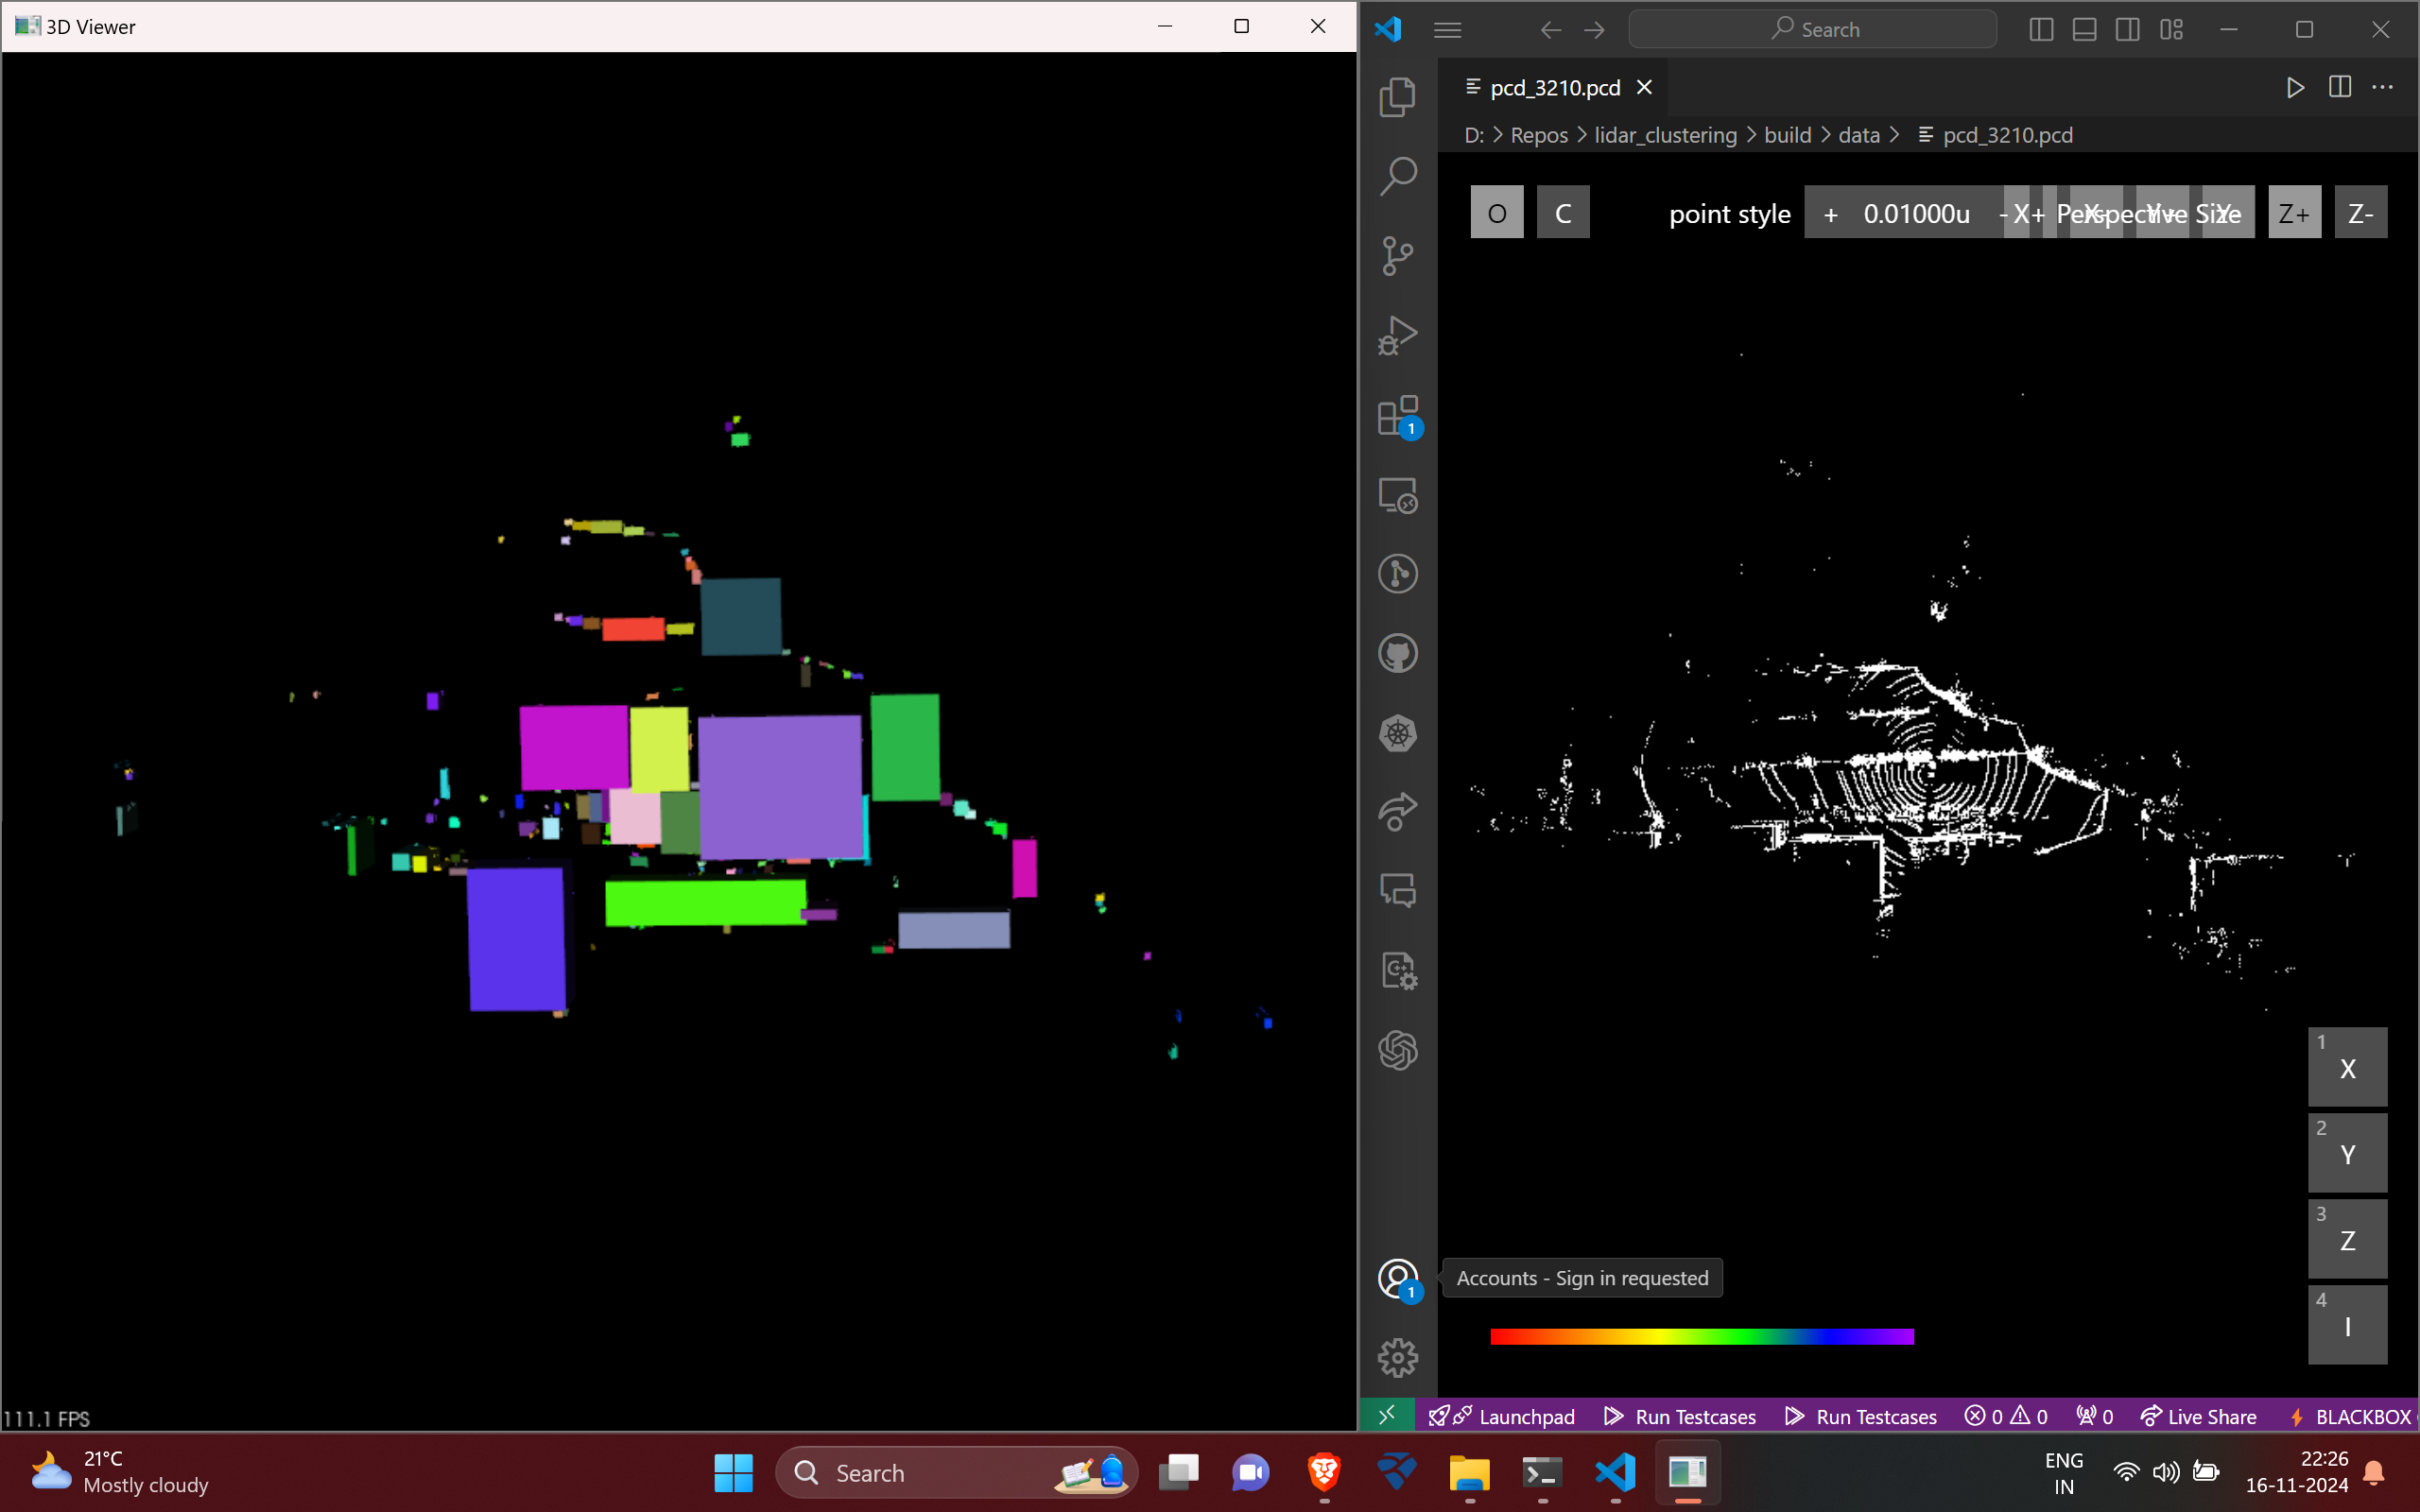 3D Viewer
111.1 FPS
Search
pcd_3210.pcd
D: > Repos > lidar_clustering > build > data > pcd_3210.pcd
O
C
point style
+
0.01000u
-
X+
X-
Perspective Size
Y+
Y-
Z+
Z-
1
1
X
2
Y
3
Z
4
I
1
Accounts - Sign in requested
Launchpad
Run Testcases
Run Testcases
0
0
0
Live Share
BLACKBOX
21°C
Mostly cloudy
Search
ENG
IN
22:26
16-11-2024